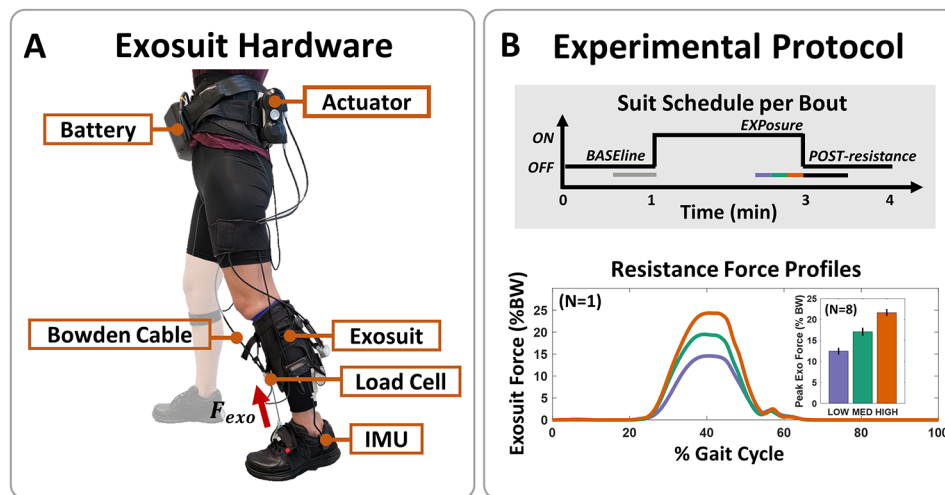 A
Exosuit Hardware
Actuator
Battery
Bowden Cable
Exosuit
Load Cell
F_exo
IMU
B
Experimental Protocol
Suit Schedule per Bout
EXPosure
ON
BASEline
POST-resistance
OFF
0 1 3 4
Time (min)
Resistance Force Profiles
Exosuit Force (%BW)
(N=1)
25
20
15
10
5
0
0 20 40 60 80 100
% Gait Cycle
Peak Exo Force (% BW)
(N=8)
25
20
15
10
5
0
LOW MED HIGH